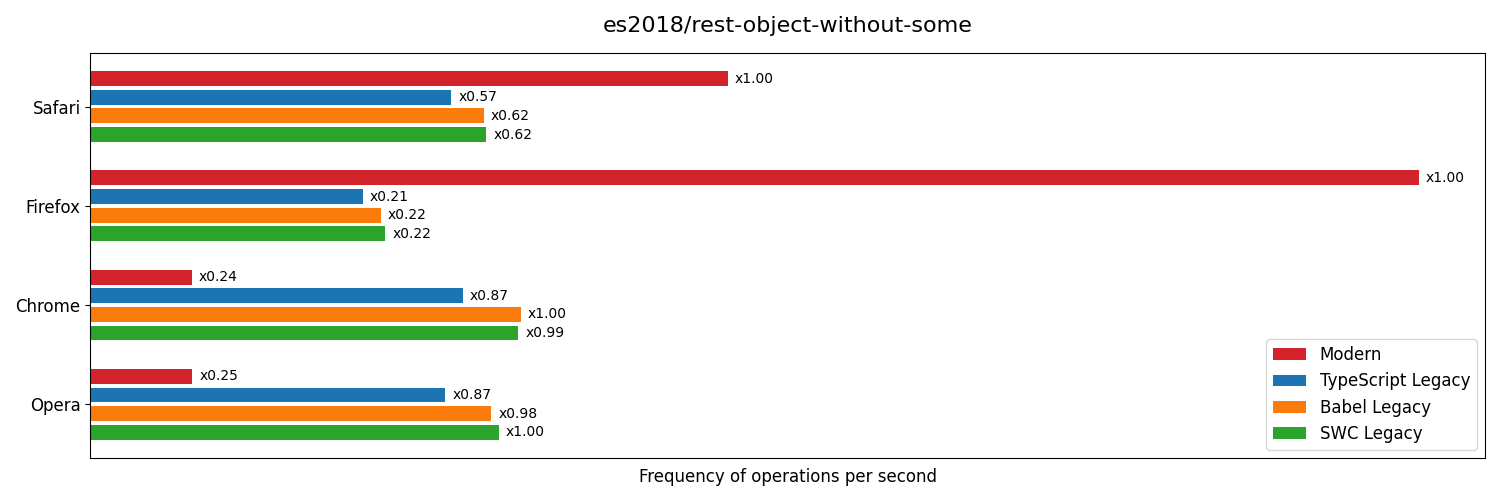 es2018/rest-object-without-some
Safari
x1.00
x0.57
x0.62
x0.62
Firefox
x1.00
x0.21
x0.22
x0.22
Chrome
x0.24
x0.87
x1.00
x0.99
Opera
x0.25
x0.87
x0.98
x1.00
Modern
TypeScript Legacy
Babel Legacy
SWC Legacy
Frequency of operations per second